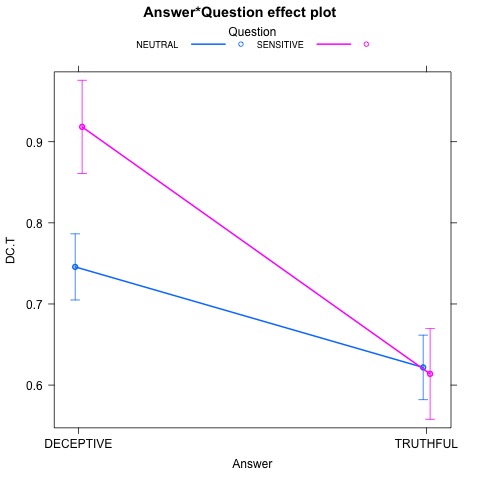 Answer*Question effect plot
Question
NEUTRAL SENSITIVE
0.9
0.8
0.7
0.6
DC.T
DECEPTIVE TRUTHFUL
Answer